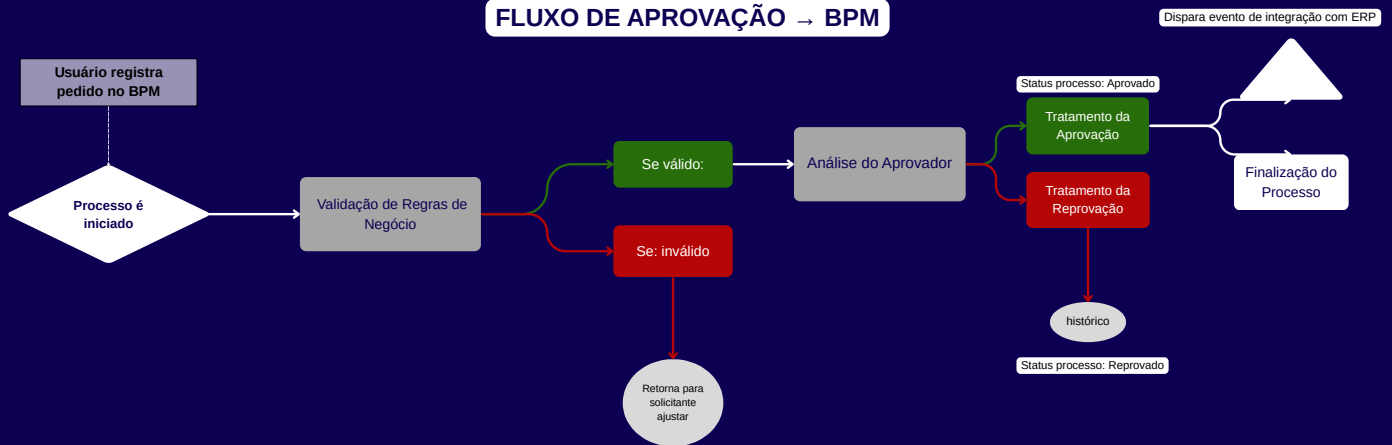 FLUXO DE APROVAÇÃO → BPM
Dispara evento de integração com ERP
Usuário registra
pedido no BPM
Processo é
iniciado
Validação de Regras de
Negócio
Se válido:
Se: inválido
Retorna para
solicitante
ajustar
Análise do Aprovador
Status processo: Aprovado
Tratamento da
Aprovação
Tratamento da
Reprovação
histórico
Status processo: Reprovado
Finalização do
Processo